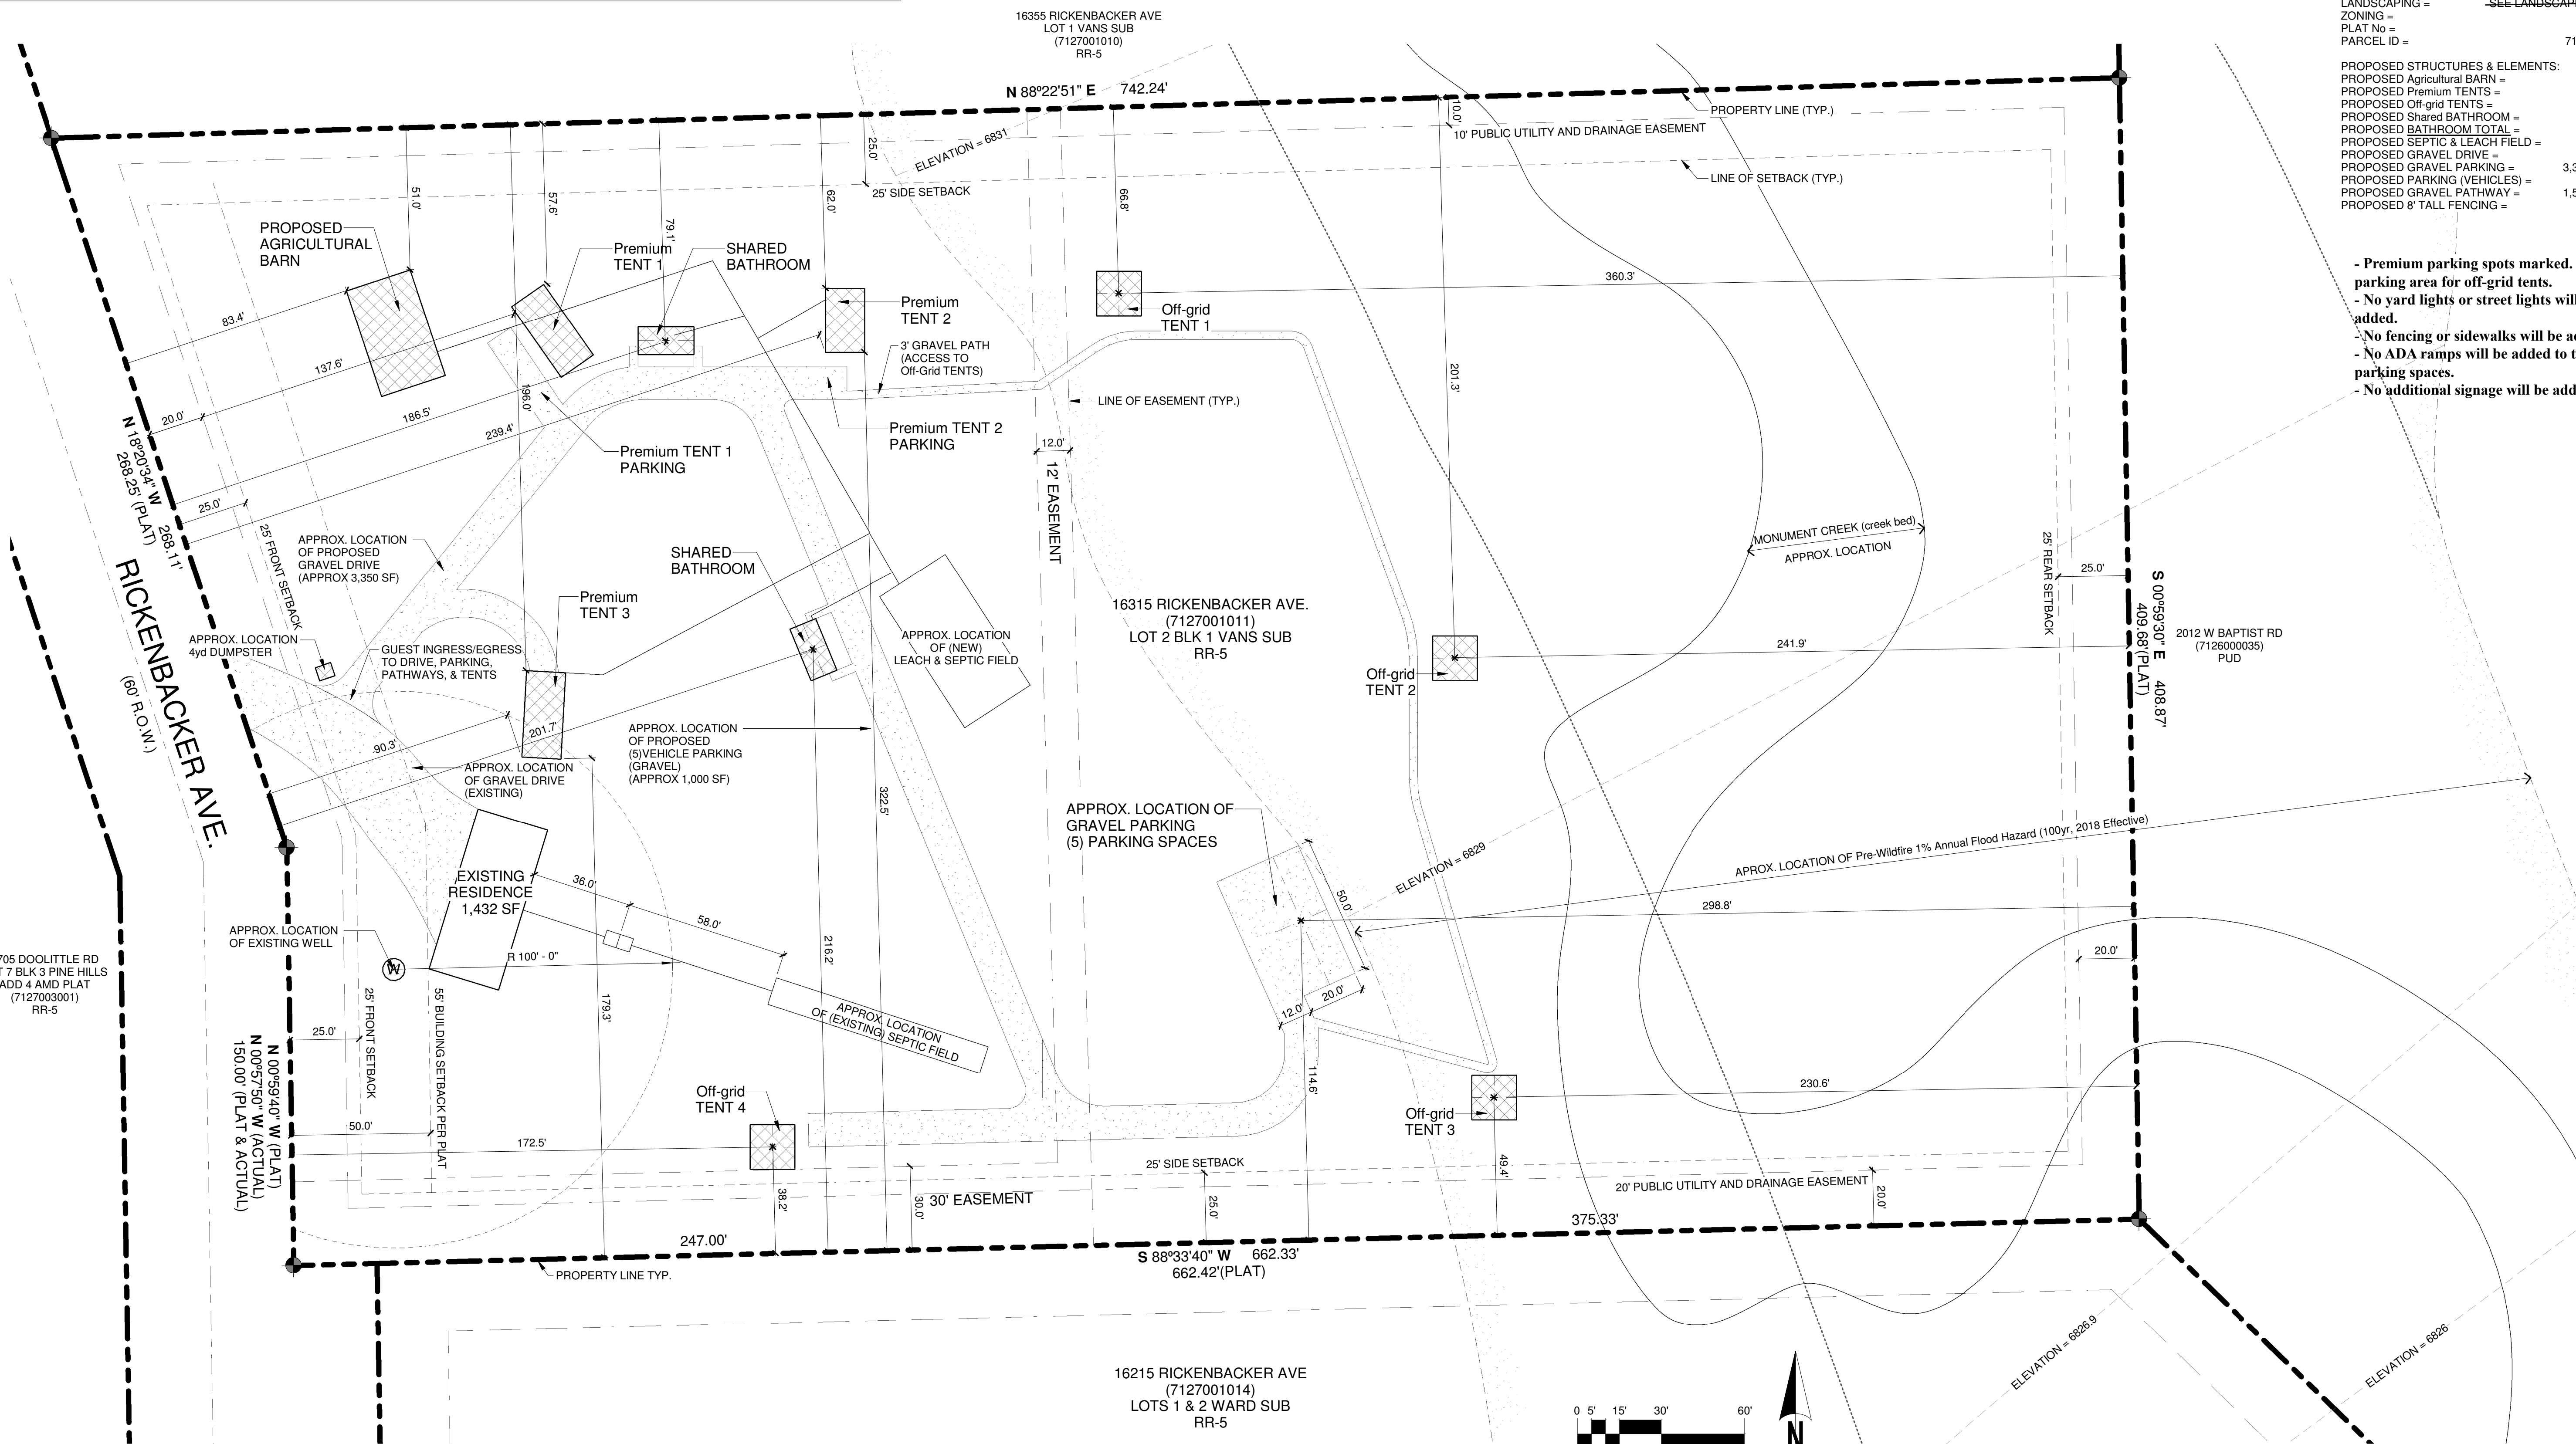 16355 RICKENBACKER AVE
LOT 1 VANS SUB
(7127001010)
RR-5
N 88º22'51" E 742.24'
ZONING =
PLAT No =
PARCEL ID =
PROPOSED STRUCTURES & ELEMENTS:
PROPOSED Agricultural BARN =
PROPOSED Premium TENTS =
PROPOSED Off-grid TENTS =
PROPOSED Shared BATHROOM =
PROPOSED BATHROOM TOTAL =
PROPOSED SEPTIC & LEACH FIELD =
PROPOSED GRAVEL DRIVE =
PROPOSED GRAVEL PARKING =
PROPOSED PARKING (VEHICLES) =
PROPOSED GRAVEL PATHWAY =
PROPOSED 8' TALL FENCING =
- Premium parking spots marked.
parking area for off-grid tents.
- No yard lights or street lights will
added.
- No fencing or sidewalks will be
- No ADA ramps will be added to
parking spaces.
- No additional signage will be
PROPERTY LINE (TYP.)
10.0'
10' PUBLIC UTILITY AND DRAINAGE EASEMENT
LINE OF SETBACK (TYP.)
ELEVATION = 6831
25.0'
25' SIDE SETBACK
51.0'
57.6'
79.1'
62.0'
66.8'
PROPOSED
AGRICULTURAL
BARN
Premium
TENT 1
SHARED
BATHROOM
Premium
TENT 2
Off-grid
TENT 1
360.3'
83.4'
137.6'
20.0'
186.5'
239.4'
25.0'
196.0'
201.3'
3' GRAVEL PATH
(ACCESS TO
Off-Grid TENTS)
LINE OF EASEMENT (TYP.)
Premium TENT 2
PARKING
Premium TENT 1
PARKING
12.0'
12' EASEMENT
N 18º20'34" W 268.11'
268.25' (PLAT)
25' FRONT SETBACK
APPROX. LOCATION
OF PROPOSED
GRAVEL DRIVE
(APPROX 3,350 SF)
SHARED
BATHROOM
MONUMENT CREEK (creek bed)
APPROX. LOCATION
25' REAR SETBACK
25.0'
S 00º59'30" E 408.87'
409.68'(PLAT)
Premium
TENT 3
16315 RICKENBACKER AVE.
(7127001011)
LOT 2 BLK 1 VANS SUB
RR-5
2012 W BAPTIST RD
(7126000035)
PUD
RICKENBACKER AVE.
(60' R.O.W.)
APPROX. LOCATION
4yd DUMPSTER
GUEST INGRESS/EGRESS
TO DRIVE, PARKING,
PATHWAYS, & TENTS
APPROX. LOCATION
OF (NEW)
LEACH & SEPTIC FIELD
241.9'
Off-grid
TENT 2
90.3'
201.7'
APPROX. LOCATION
OF PROPOSED
(5)VEHICLE PARKING
(GRAVEL)
(APPROX 1,000 SF)
APPROX. LOCATION
OF GRAVEL DRIVE
(EXISTING)
322.5'
APPROX. LOCATION OF
GRAVEL PARKING
(5) PARKING SPACES
ELEVATION = 6829
APROX. LOCATION OF Pre-Wildfire 1% Annual Flood Hazard (100yr, 2018 Effective)
EXISTING
RESIDENCE
1,432 SF
36.0'
58.0'
50.0'
298.8'
APPROX. LOCATION
OF EXISTING WELL
W
R 100' - 0"
216.2'
20.0'
705 DOOLITTLE RD
7 BLK 3 PINE HILLS
ADD 4 AMD PLAT
(7127003001)
RR-5
179.3'
APPROX. LOCATION
OF (EXISTING) SEPTIC FIELD
12.0'
20.0'
25.0'
25' FRONT SETBACK
55' BUILDING SETBACK PER PLAT
N 00º59'40" W (PLAT)
N 00º57'50" W (ACTUAL)
150.00' (PLAT & ACTUAL)
114.6'
Off-grid
TENT 4
Off-grid
TENT 3
230.6'
50.0'
172.5'
38.2'
30.0'
30' EASEMENT
25' SIDE SETBACK
25.0'
49.4'
20' PUBLIC UTILITY AND DRAINAGE EASEMENT
20.0'
247.00'
375.33'
S 88º33'40" W 662.33'
662.42'(PLAT)
PROPERTY LINE TYP.
16215 RICKENBACKER AVE
(7127001014)
LOTS 1 & 2 WARD SUB
RR-5
0 5' 15' 30' 60'
N
ELEVATION = 6826.9
ELEVATION = 6826